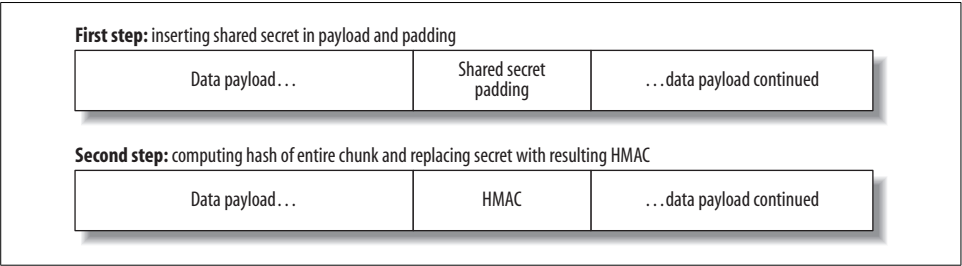 First step: inserting shared secret in payload and padding
Data payload...
Shared secret
padding
...data payload continued
Second step: computing hash of entire chunk and replacing secret with resulting HMAC
Data payload...
HMAC
...data payload continued